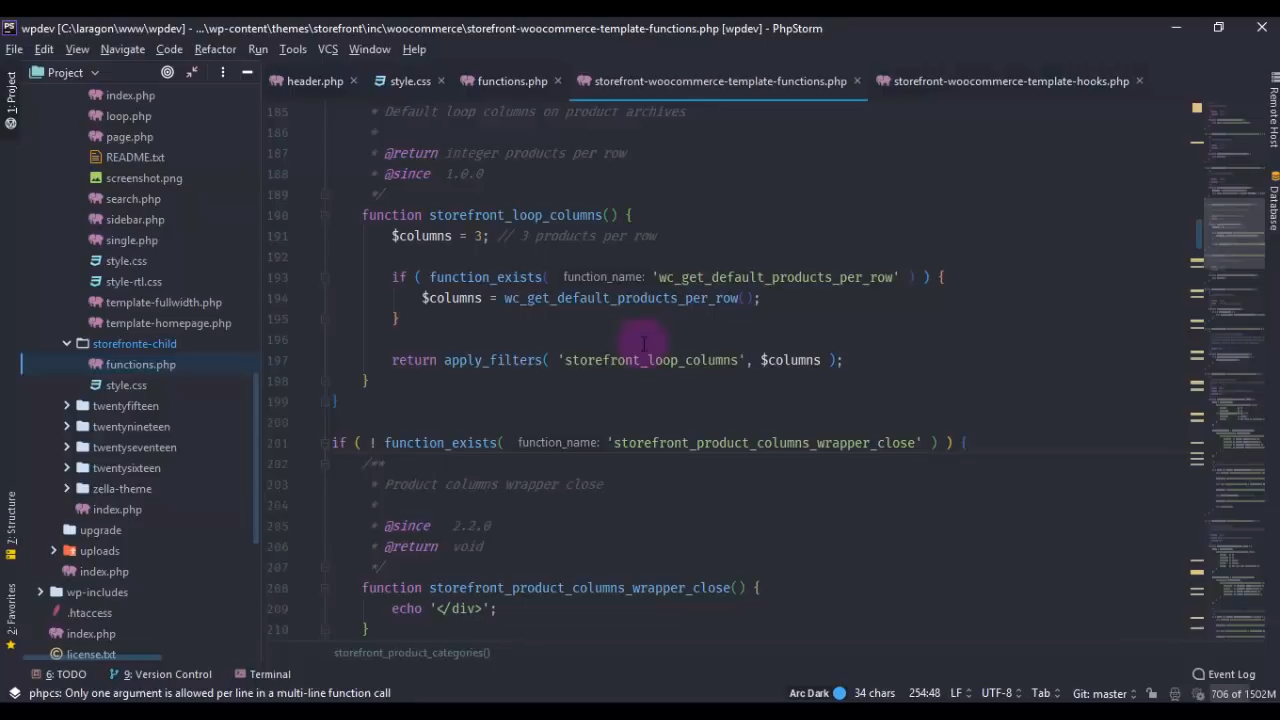 PS wpdev [C:\laragon\www\wpdev] - ...\wp-content\themes\storefront\inc\woocommerce\storefront-woocommerce-template-functions.php [wpdev] - PhpStorm
File Edit View Navigate Code Refactor Run Tools VCS Window Help
Project
header.php style.css functions.php storefront-woocommerce-template-functions.php storefront-woocommerce-template-hooks.php
1: Project
7: Structure
2: Favorites
index.php
loop.php
page.php
README.txt
screenshot.png
search.php
sidebar.php
single.php
style.css
style-rtl.css
template-fullwidth.php
template-homepage.php
storefronte-child
functions.php
style.css
twentyfifteen
twentynineteen
twentyseventeen
twentysixteen
zella-theme
index.php
upgrade
uploads
index.php
wp-includes
.htaccess
index.php
license.txt
185 * Default loop columns on product archives
186 *
187 * @return integer products per row
188 * @since 1.0.0
189 */
190 function storefront_loop_columns() {
191 $columns = 3; // 3 products per row
192
193 if ( function_exists( function_name: 'wc_get_default_products_per_row' ) ) {
194 $columns = wc_get_default_products_per_row();
195 }
196
197 return apply_filters( 'storefront_loop_columns', $columns );
198 }
199 }
200
201 if ( ! function_exists( function_name: 'storefront_product_columns_wrapper_close' ) ) {
202 /**
203 * Product columns wrapper close
204 *
205 * @since 2.2.0
206 * @return void
207 */
208 function storefront_product_columns_wrapper_close() {
209 echo '</div>';
210 }
storefront_product_categories()
Remote Host
Database
6: TODO 9: Version Control Terminal Event Log
phpcs: Only one argument is allowed per line in a multi-line function call Arc Dark 34 chars 254:48 LF UTF-8 Tab Git: master 706 of 1502M